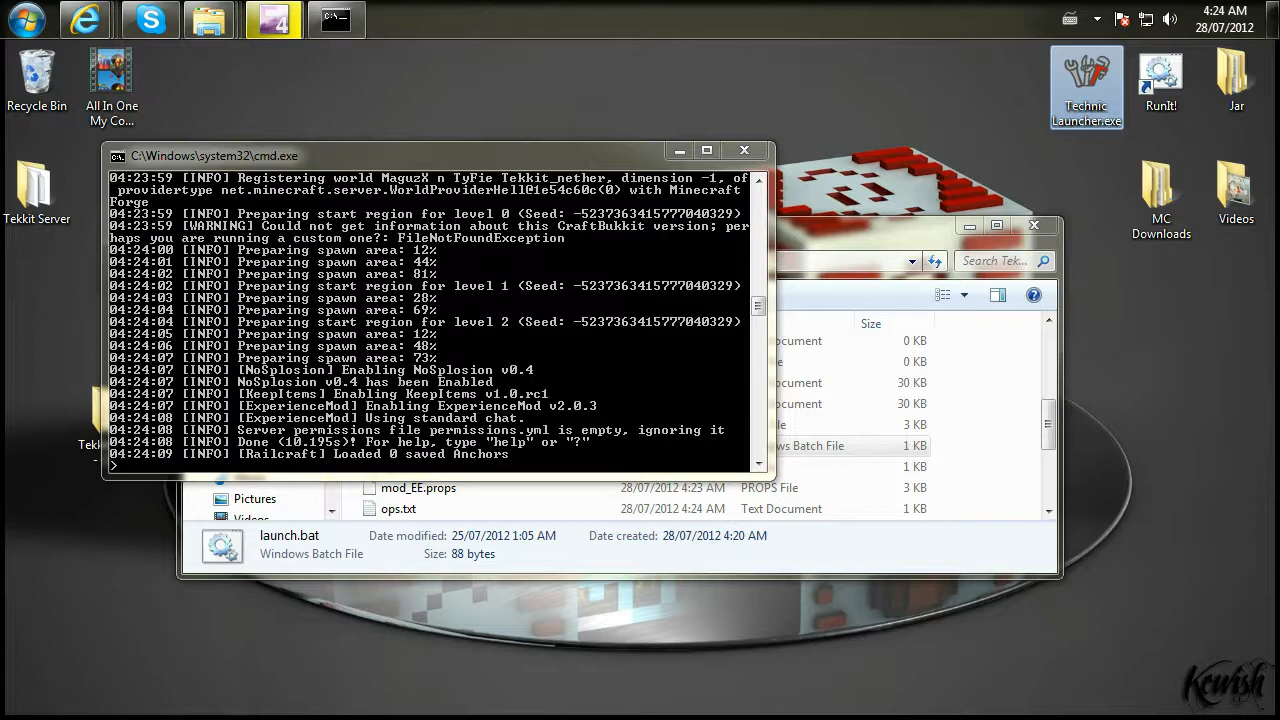 4:24 AM
28/07/2012
Recycle Bin
All In One
My Co...
Technic
Launcher.exe
RunIt!
Jar
Tekkit Server
MC
Downloads
Videos
C:\Windows\system32\cmd.exe
04:23:59 [INFO] Registering world MaguzX n TyFie Tekkit_nether, dimension -1, of
providertype net.minecraft.server.WorldProviderHell@1e54c60c(0) with Minecraft
Forge
04:23:59 [INFO] Preparing start region for level 0 (Seed: -5237363415777040329)
04:23:59 [WARNING] Could not get information about this CraftBukkit version; per
haps you are running a custom one?: FileNotFoundException
04:24:00 [INFO] Preparing spawn area: 12%
04:24:01 [INFO] Preparing spawn area: 44%
04:24:02 [INFO] Preparing spawn area: 81%
04:24:02 [INFO] Preparing start region for level 1 (Seed: -5237363415777040329)
04:24:03 [INFO] Preparing spawn area: 28%
04:24:04 [INFO] Preparing spawn area: 69%
04:24:04 [INFO] Preparing start region for level 2 (Seed: -5237363415777040329)
04:24:05 [INFO] Preparing spawn area: 12%
04:24:06 [INFO] Preparing spawn area: 48%
04:24:07 [INFO] Preparing spawn area: 73%
04:24:07 [INFO] [NoSplosion] Enabling NoSplosion v0.4
04:24:07 [INFO] NoSplosion v0.4 has been Enabled
04:24:07 [INFO] [KeepItems] Enabling KeepItems v1.0.rc1
04:24:07 [INFO] [ExperienceMod] Enabling ExperienceMod v2.0.3
04:24:08 [INFO] [ExperienceMod] Using standard chat.
04:24:08 [INFO] Server permissions file permissions.yml is empty, ignoring it
04:24:08 [INFO] Done (10.195s)! For help, type "help" or "?"
04:24:09 [INFO] [Railcraft] Loaded 0 saved Anchors
>
Search Tek...
Size
ocument 0 KB
le 0 KB
ocument 30 KB
ocument 30 KB
le 3 KB
ws Batch File 1 KB
ocument 1 KB
mod_EE.props 28/07/2012 4:23 AM PROPS File 3 KB
ops.txt 28/07/2012 4:24 AM Text Document 1 KB
Pictures
Videos
launch.bat Date modified: 25/07/2012 1:05 AM Date created: 28/07/2012 4:20 AM
Windows Batch File Size: 88 bytes
Kewish